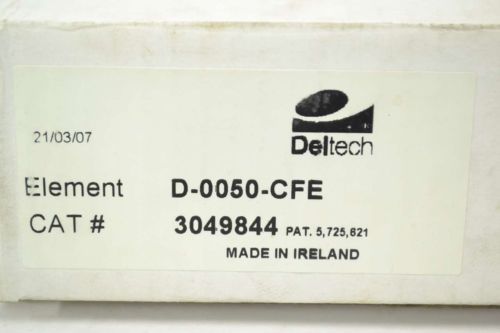 21/03/07
Deltech
Element D-0050-CFE
CAT # 3049844 PAT. 5,725,621
MADE IN IRELAND